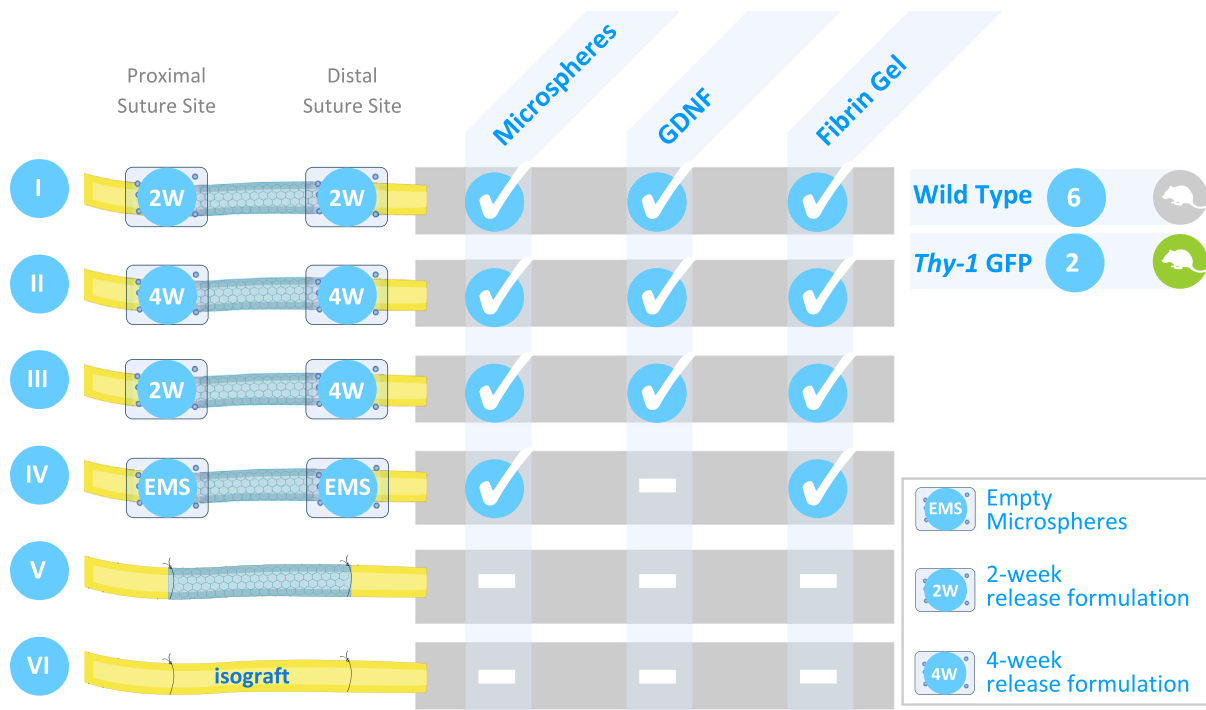 Proximal
Suture Site
Distal
Suture Site
Microspheres
GDNF
Fibrin Gel
I
2W
2W
Wild Type 6
II
4W
4W
Thy-1 GFP 2
III
2W
4W
IV
EMS
EMS
V
VI
isograft
EMS
Empty
Microspheres
2W
2-week
release formulation
4W
4-week
release formulation